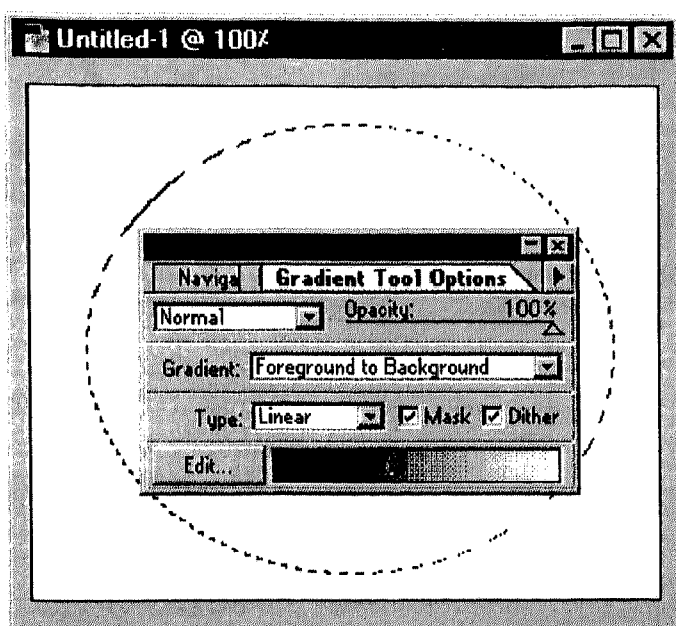 Untitled-1 @ 100%
Naviga Gradient Tool Options
Normal Opacity: 100%
Gradient: Foreground to Background
Type: Linear Mask Dither
Edit...